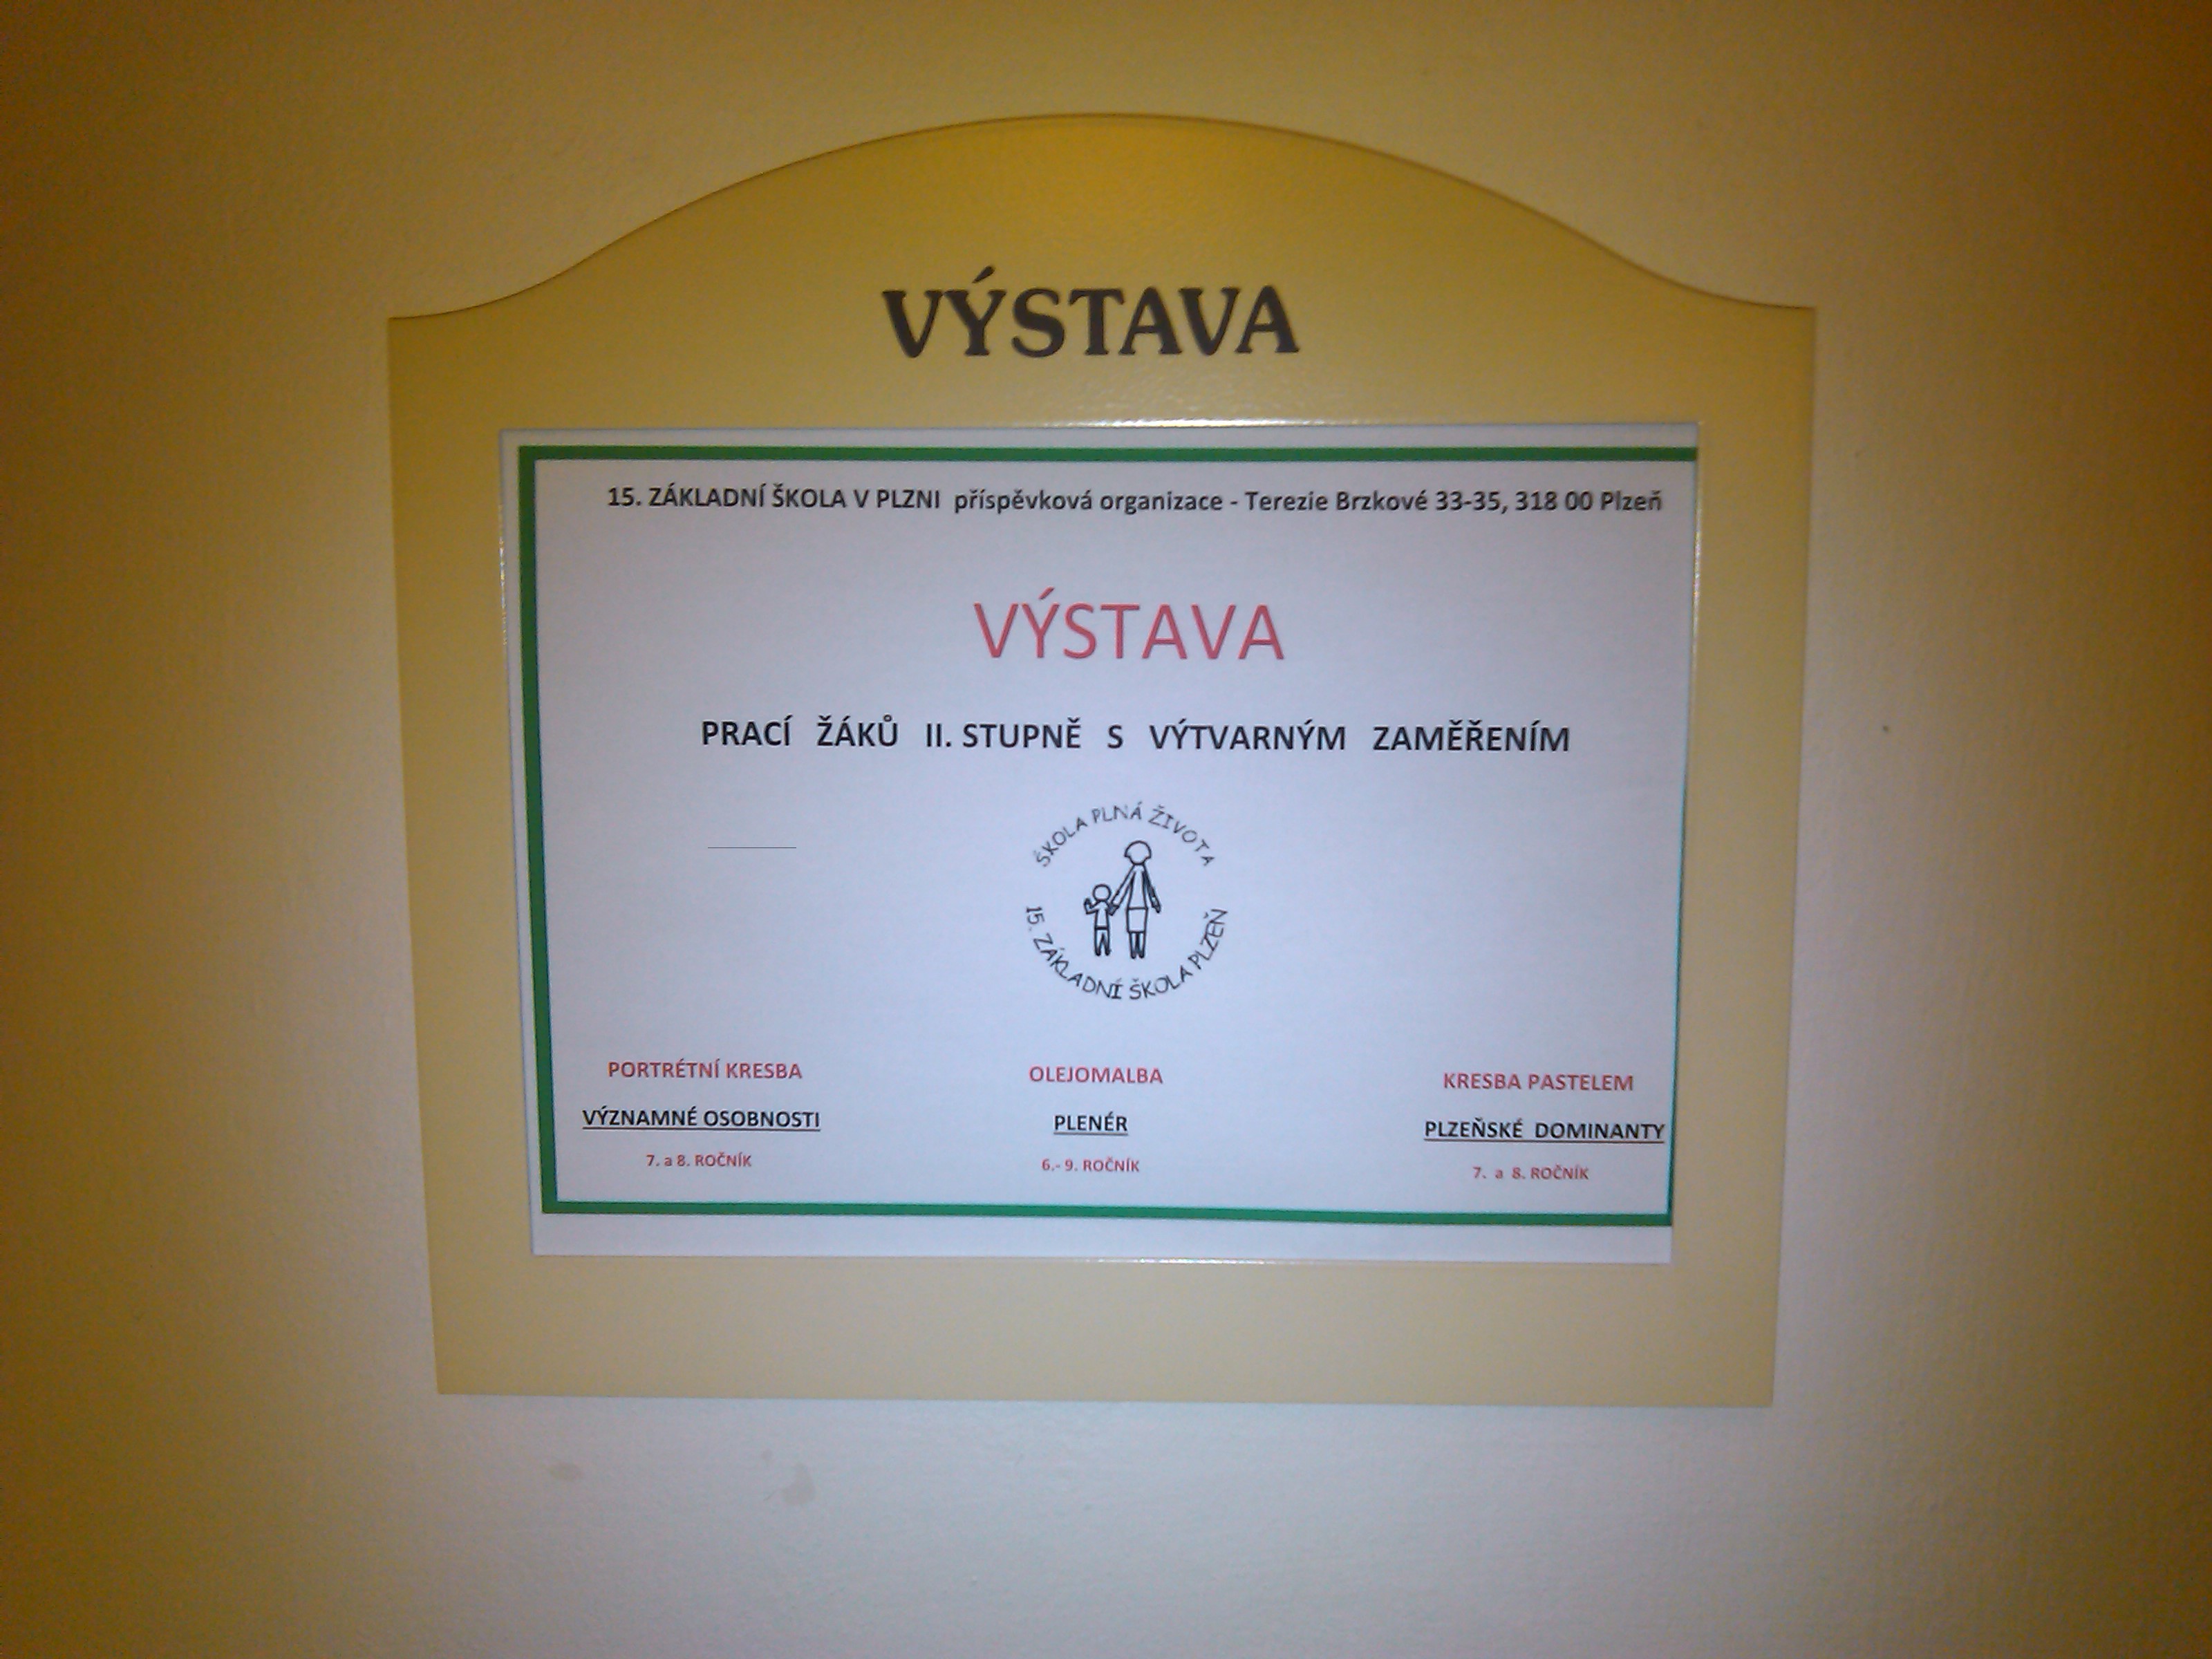 VÝSTAVA
15. ZÁKLADNÍ ŠKOLA V PLZNI příspěvková organizace - Terezie Brzkové 33-35, 318 00 Plzeň
VÝSTAVA
PRACÍ ŽÁKŮ II. STUPNĚ S VÝTVARNÝM ZAMĚŘENÍM
ŠKOLA PLNÁ ŽIVOTA
15. ZÁKLADNÍ ŠKOLA PLZEŇ
PORTRÉTNÍ KRESBA
VÝZNAMNÉ OSOBNOSTI
7. a 8. ROČNÍK
OLEJOMALBA
PLENÉR
6.- 9. ROČNÍK
KRESBA PASTELEM
PLZEŇSKÉ DOMINANTY
7. a 8. ROČNÍK